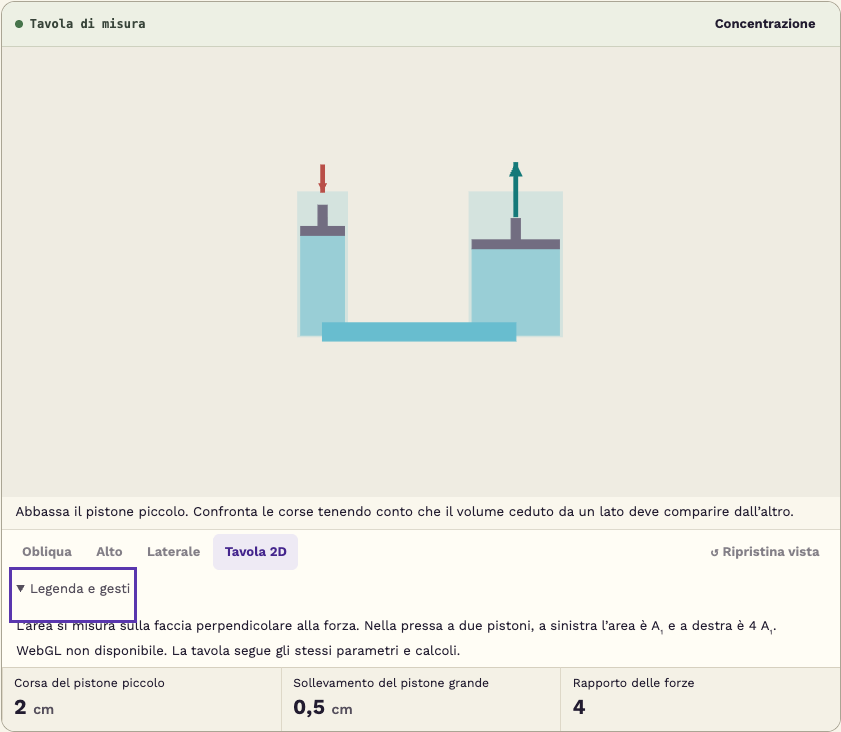 Tavola di misura
Concentrazione
Abbassa il pistone piccolo. Confronta le corse tenendo conto che il volume ceduto da un lato deve comparire dall’altro.
Obliqua Alto Laterale Tavola 2D ↺ Ripristina vista
▼ Legenda e gesti
L’area si misura sulla faccia perpendicolare alla forza. Nella pressa a due pistoni, a sinistra l’area è A₁ e a destra è 4 A₁.
WebGL non disponibile. La tavola segue gli stessi parametri e calcoli.
Corsa del pistone piccolo
2 cm
Sollevamento del pistone grande
0,5 cm
Rapporto delle forze
4